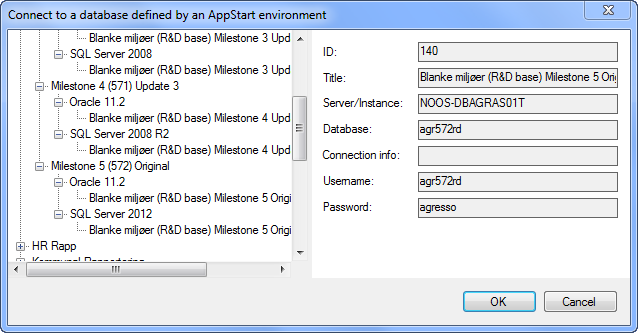 Connect to a database defined by an AppStart environment
Blanke miljøer (R&D base) Milestone 3 Upd
SQL Server 2008
Blanke miljøer (R&D base) Milestone 3 Upd
Milestone 4 (571) Update 3
Oracle 11.2
Blanke miljøer (R&D base) Milestone 4 Upd
SQL Server 2008 R2
Blanke miljøer (R&D base) Milestone 4 Upd
Milestone 5 (572) Original
Oracle 11.2
Blanke miljøer (R&D base) Milestone 5 Origi
SQL Server 2012
Blanke miljøer (R&D base) Milestone 5 Origi
HR Rapp
Kommunal Rapportering
ID: 140
Title: Blanke miljøer (R&D base) Milestone 5 Orig
Server/Instance: NOOS-DBAGRAS01T
Database: agr572rd
Connection info:
Username: agr572rd
Password: agresso
OK
Cancel